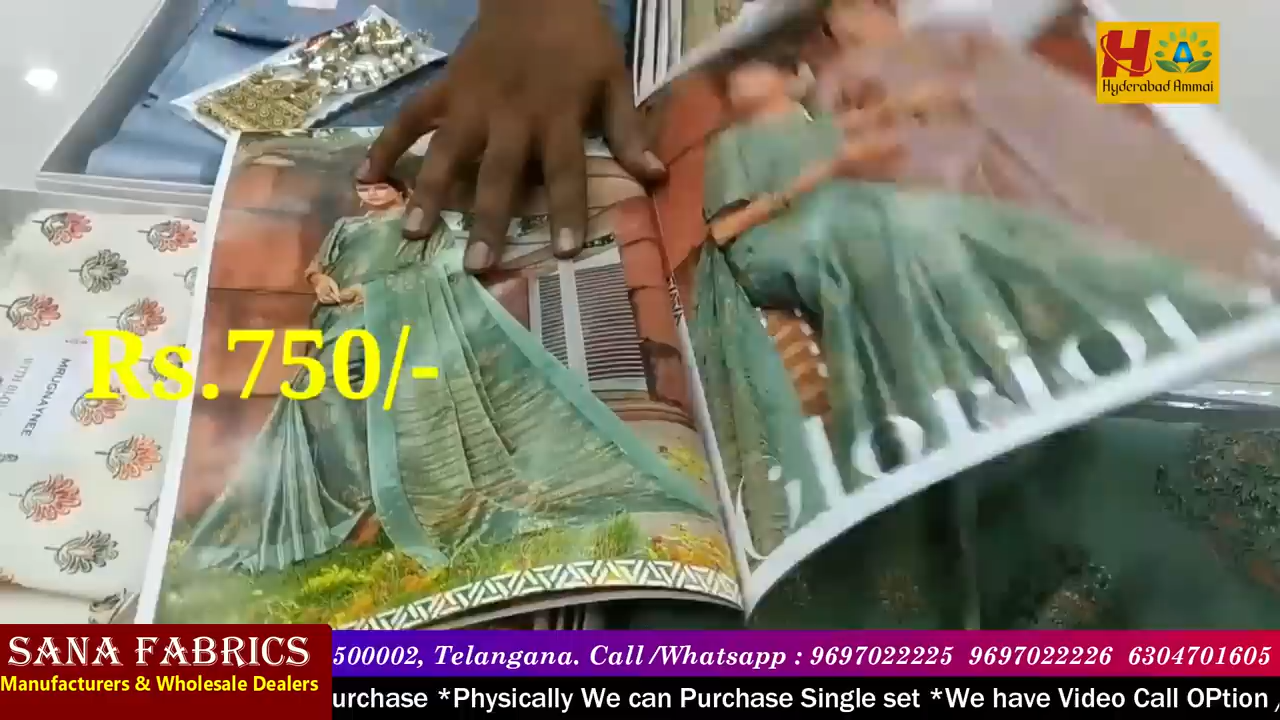 H A
Hyderabad Ammai
MRUGNAYNEE
Rs.750/-
SANA FABRICS
Manufacturers & Wholesale Dealers
500002, Telangana. Call /Whatsapp : 9697022225 9697022226 6304701605
urchase *Physically We can Purchase Single set *We have Video Call OPtion